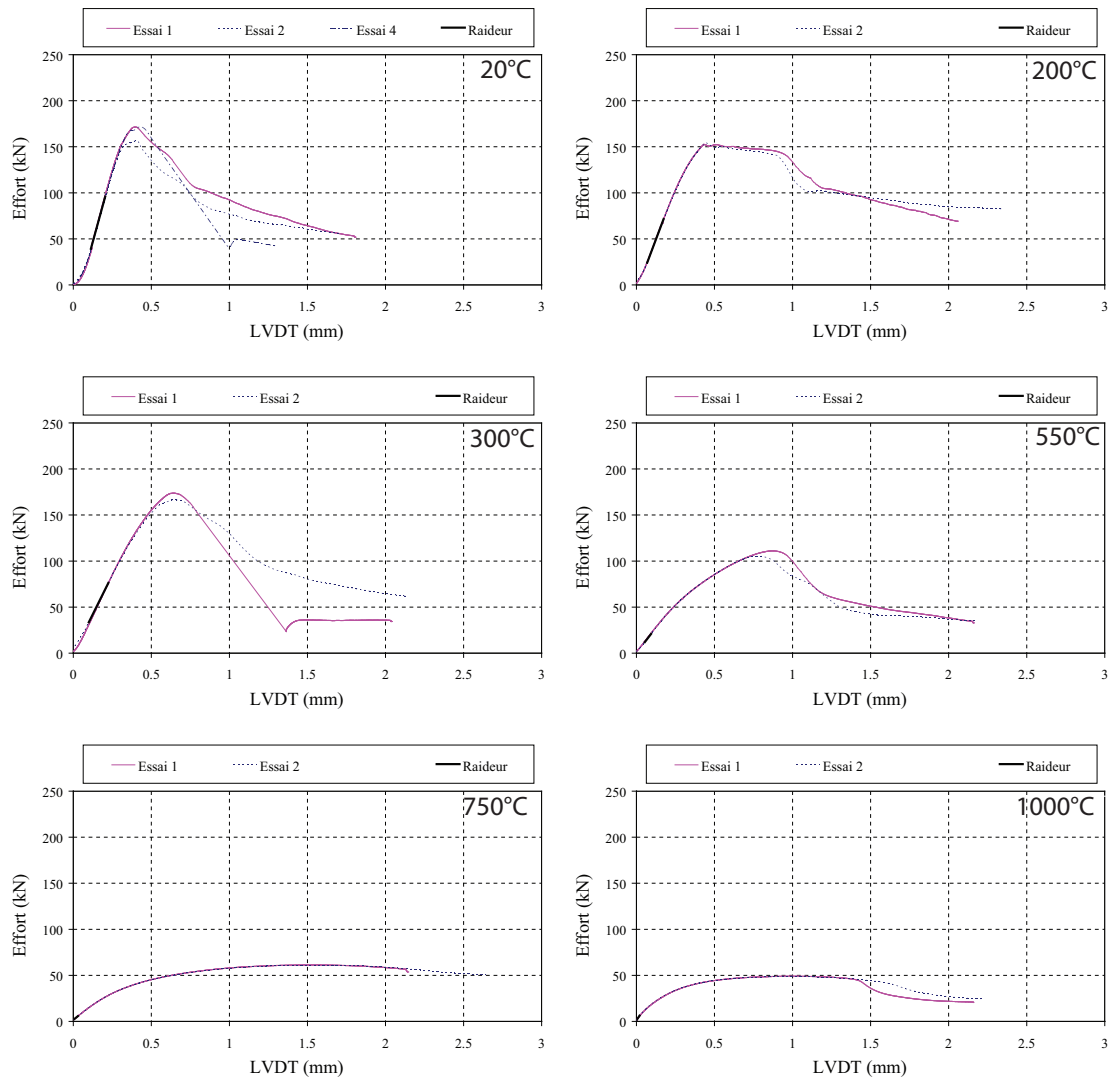 Essai 1 Essai 2 Essai 4 Raideur
20°C
250
200
150
100
50
0
Effort (kN)
0 0.5 1 1.5 2 2.5 3
LVDT (mm)
Essai 1 Essai 2 Raideur
200°C
250
200
150
100
50
0
Effort (kN)
0 0.5 1 1.5 2 2.5 3
LVDT (mm)
Essai 1 Essai 2 Raideur
300°C
250
200
150
100
50
0
Effort (kN)
0 0.5 1 1.5 2 2.5 3
LVDT (mm)
Essai 1 Essai 2 Raideur
550°C
250
200
150
100
50
0
Effort (kN)
0 0.5 1 1.5 2 2.5 3
LVDT (mm)
Essai 1 Essai 2 Raideur
750°C
250
200
150
100
50
0
Effort (kN)
0 0.5 1 1.5 2 2.5 3
LVDT (mm)
Essai 1 Essai 2 Raideur
1000°C
250
200
150
100
50
0
Effort (kN)
0 0.5 1 1.5 2 2.5 3
LVDT (mm)